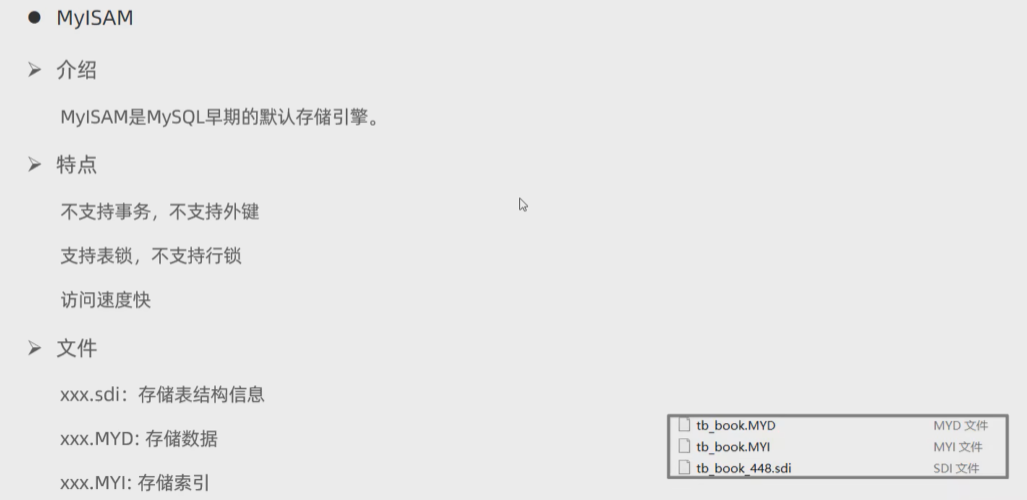 ● MyISAM
➢ 介绍
MyISAM是MySQL早期的默认存储引擎。
➢ 特点
不支持事务，不支持外键
支持表锁，不支持行锁
访问速度快
➢ 文件
xxx.sdi：存储表结构信息
xxx.MYD: 存储数据
xxx.MYI: 存储索引
tb_book.MYD MYD 文件
tb_book.MYI MYI 文件
tb_book_448.sdi SDI 文件